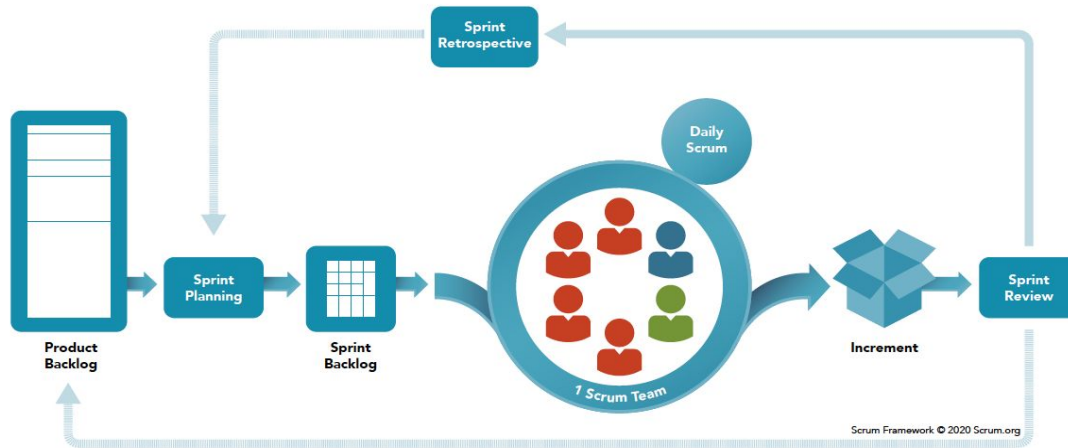 Sprint
Retrospective
Daily
Scrum
Sprint
Planning
Sprint
Review
Product
Backlog
Sprint
Backlog
Increment
1 Scrum Team
Scrum Framework © 2020 Scrum.org